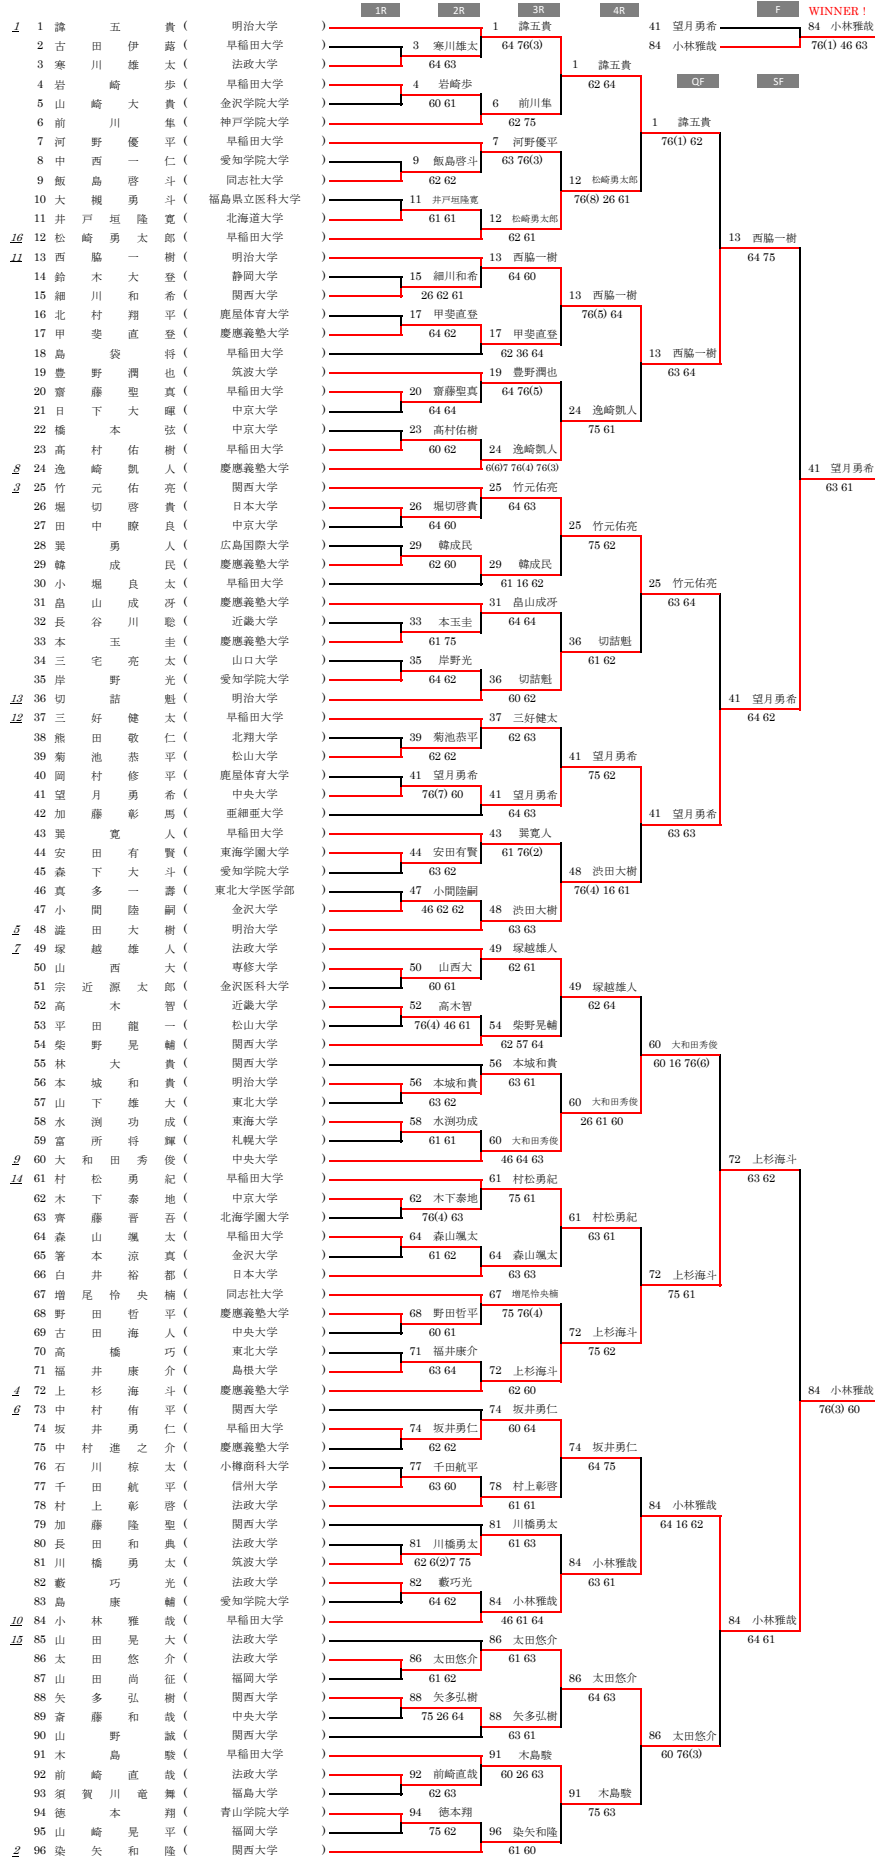 1R 2R 3R 4R F WINNER !
QF SF
1 1 諱五貴 ( 明治大学 )
2 古田伊蕗 ( 早稲田大学 )
3 寒川雄太 ( 法政大学 )
4 岩崎歩 ( 早稲田大学 )
5 山崎大貴 ( 金沢学院大学 )
6 前川隼 ( 神戸学院大学 )
7 河野優平 ( 早稲田大学 )
8 中西一仁 ( 愛知学院大学 )
9 飯島啓斗 ( 同志社大学 )
10 大槻勇斗 ( 福島県立医科大学 )
11 井戸垣隆寛 ( 北海道大学 )
16 12 松崎勇太郎 ( 早稲田大学 )
11 13 西脇一樹 ( 明治大学 )
14 鈴木大登 ( 静岡大学 )
15 細川和希 ( 関西大学 )
16 北村翔平 ( 鹿屋体育大学 )
17 甲斐直登 ( 慶應義塾大学 )
18 島袋将 ( 早稲田大学 )
19 豊野潤也 ( 筑波大学 )
20 齋藤聖真 ( 早稲田大学 )
21 日下大暉 ( 中京大学 )
22 橋本弦 ( 中京大学 )
23 高村佑樹 ( 早稲田大学 )
8 24 逸崎凱人 ( 慶應義塾大学 )
3 25 竹元佑亮 ( 関西大学 )
26 堀切啓貴 ( 日本大学 )
27 田中瞭良 ( 中京大学 )
28 巽勇人 ( 広島国際大学 )
29 韓成民 ( 慶應義塾大学 )
30 小堀良太 ( 早稲田大学 )
31 畠山成冴 ( 慶應義塾大学 )
32 長谷川聡 ( 近畿大学 )
33 本玉圭 ( 慶應義塾大学 )
34 三宅亮太 ( 山口大学 )
35 岸野光 ( 愛知学院大学 )
13 36 切詰魁 ( 明治大学 )
12 37 三好健太 ( 早稲田大学 )
38 熊田敬仁 ( 北翔大学 )
39 菊池恭平 ( 松山大学 )
40 岡村修平 ( 鹿屋体育大学 )
41 望月勇希 ( 中央大学 )
42 加藤彰馬 ( 亜細亜大学 )
43 巽寛人 ( 早稲田大学 )
44 安田有賢 ( 東海学園大学 )
45 森下大斗 ( 愛知学院大学 )
46 真多一壽 ( 東北大学医学部 )
47 小間陸嗣 ( 金沢大学 )
5 48 澁田大樹 ( 明治大学 )
7 49 塚越雄人 ( 法政大学 )
50 山西大 ( 専修大学 )
51 宗近源太郎 ( 金沢医科大学 )
52 高木智 ( 近畿大学 )
53 平田龍一 ( 松山大学 )
54 柴野晃輔 ( 関西大学 )
55 林大貴 ( 関西大学 )
56 本城和貴 ( 明治大学 )
57 山下雄大 ( 東北大学 )
58 水渕功成 ( 東海大学 )
59 富所将輝 ( 札幌大学 )
9 60 大和田秀俊 ( 中央大学 )
14 61 村松勇紀 ( 早稲田大学 )
62 木下泰地 ( 中京大学 )
63 齊藤晋吾 ( 北海学園大学 )
64 森山颯太 ( 早稲田大学 )
65 箸本涼真 ( 金沢大学 )
66 白井裕都 ( 日本大学 )
67 増尾怜央楠 ( 同志社大学 )
68 野田哲平 ( 慶應義塾大学 )
69 古田海人 ( 中央大学 )
70 高橋巧 ( 東北大学 )
71 福井康介 ( 島根大学 )
4 72 上杉海斗 ( 慶應義塾大学 )
6 73 中村侑平 ( 関西大学 )
74 坂井勇仁 ( 早稲田大学 )
75 中村進之介 ( 慶應義塾大学 )
76 石川椋太 ( 小樽商科大学 )
77 千田航平 ( 信州大学 )
78 村上彰啓 ( 法政大学 )
79 加藤隆聖 ( 関西大学 )
80 長田和典 ( 法政大学 )
81 川橋勇太 ( 筑波大学 )
82 藪巧光 ( 法政大学 )
83 島康輔 ( 愛知学院大学 )
10 84 小林雅哉 ( 早稲田大学 )
15 85 山田晃大 ( 法政大学 )
86 太田悠介 ( 法政大学 )
87 山田尚征 ( 福岡大学 )
88 矢多弘樹 ( 関西大学 )
89 斎藤和哉 ( 中央大学 )
90 山野誠 ( 関西大学 )
91 木島駿 ( 早稲田大学 )
92 前崎直哉 ( 法政大学 )
93 須賀川竜舞 ( 福島大学 )
94 徳本翔 ( 青山学院大学 )
95 山崎晃平 ( 福岡大学 )
2 96 染矢和隆 ( 関西大学 )
3 寒川雄太
64 63
4 岩崎歩
60 61
9 飯島啓斗
62 62
11 井戸垣隆寛
61 61
15 細川和希
26 62 61
17 甲斐直登
64 62
20 齋藤聖真
64 64
23 高村佑樹
60 62
26 堀切啓貴
64 60
29 韓成民
62 60
33 本玉圭
61 75
35 岸野光
64 62
39 菊池恭平
62 62
41 望月勇希
76(7) 60
44 安田有賢
63 62
47 小間陸嗣
46 62 62
50 山西大
60 61
52 高木智
76(4) 46 61
56 本城和貴
63 62
58 水渕功成
61 61
62 木下泰地
76(4) 63
64 森山颯太
61 62
68 野田哲平
60 61
71 福井康介
63 64
74 坂井勇仁
62 62
77 千田航平
63 60
81 川橋勇太
62 6(2)7 75
82 藪巧光
64 62
86 太田悠介
61 62
88 矢多弘樹
75 26 64
92 前崎直哉
62 63
94 徳本翔
75 62
1 諱五貴
64 76(3)
6 前川隼
62 75
7 河野優平
63 76(3)
12 松崎勇太郎
62 61
13 西脇一樹
64 60
17 甲斐直登
62 36 64
19 豊野潤也
64 76(5)
24 逸崎凱人
6(6)7 76(4) 76(3)
25 竹元佑亮
64 63
29 韓成民
61 16 62
31 畠山成冴
64 64
36 切詰魁
60 62
37 三好健太
62 63
41 望月勇希
64 63
43 巽寛人
61 76(2)
48 渋田大樹
63 63
49 塚越雄人
62 61
54 柴野晃輔
62 57 64
56 本城和貴
63 61
60 大和田秀俊
46 64 63
61 村松勇紀
75 61
64 森山颯太
63 63
67 増尾怜央楠
75 76(4)
72 上杉海斗
62 60
74 坂井勇仁
60 64
78 村上彰啓
61 61
81 川橋勇太
61 63
84 小林雅哉
46 61 64
86 太田悠介
61 63
88 矢多弘樹
63 61
91 木島駿
60 26 63
96 染矢和隆
61 60
1 諱五貴
62 64
12 松崎勇太郎
76(8) 26 61
13 西脇一樹
76(5) 64
24 逸崎凱人
75 61
25 竹元佑亮
75 62
36 切詰魁
61 62
41 望月勇希
75 62
48 渋田大樹
76(4) 16 61
49 塚越雄人
62 64
60 大和田秀俊
26 61 60
61 村松勇紀
63 61
72 上杉海斗
75 62
74 坂井勇仁
64 75
84 小林雅哉
63 61
86 太田悠介
64 63
91 木島駿
75 63
1 諱五貴
76(1) 62
13 西脇一樹
63 64
25 竹元佑亮
63 64
41 望月勇希
63 63
60 大和田秀俊
60 16 76(6)
72 上杉海斗
75 61
84 小林雅哉
64 16 62
86 太田悠介
60 76(3)
13 西脇一樹
64 75
41 望月勇希
64 62
72 上杉海斗
63 62
84 小林雅哉
64 61
41 望月勇希
63 61
84 小林雅哉
76(3) 60
41 望月勇希
84 小林雅哉
84 小林雅哉
76(1) 46 63